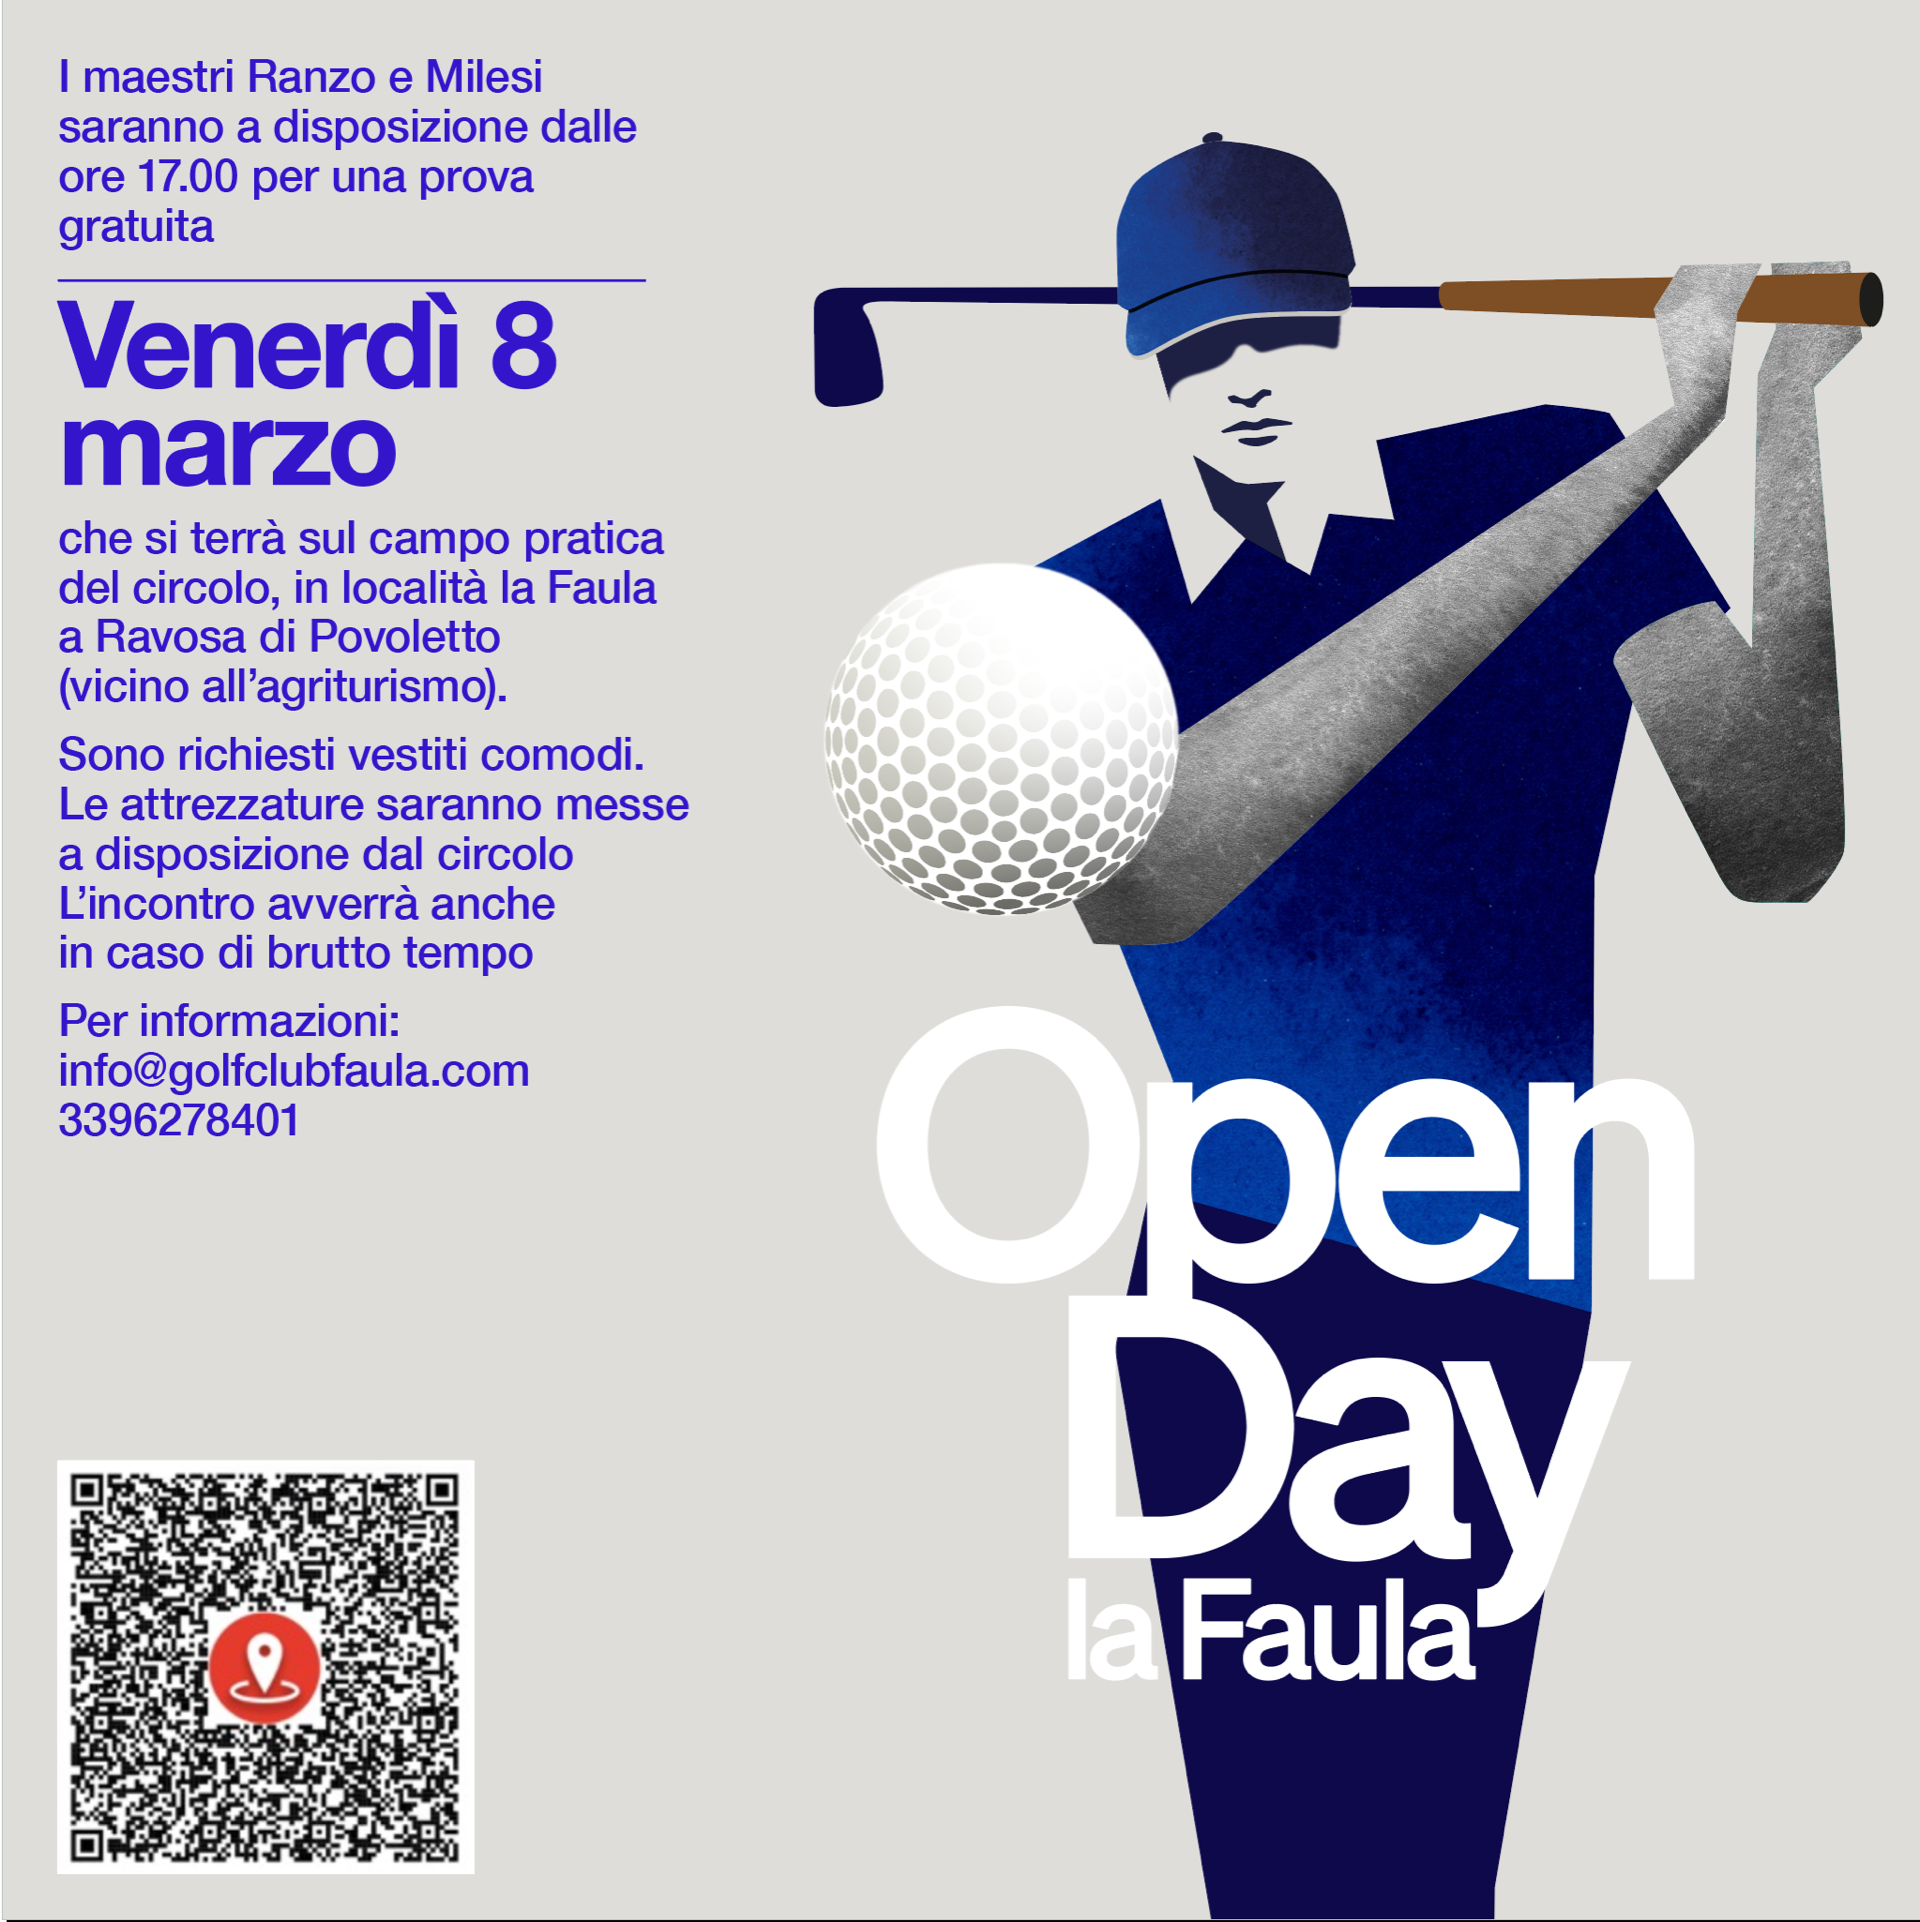 I maestri Ranzo e Milesi
saranno a disposizione dalle
ore 17.00 per una prova
gratuita
Venerdì 8
marzo
che si terrà sul campo pratica
del circolo, in località la Faula
a Ravosa di Povoletto
(vicino all’agriturismo).
Sono richiesti vestiti comodi.
Le attrezzature saranno messe
a disposizione dal circolo
L’incontro avverrà anche
in caso di brutto tempo
Per informazioni:
info@golfclubfaula.com
3396278401
Open
Day
la Faula